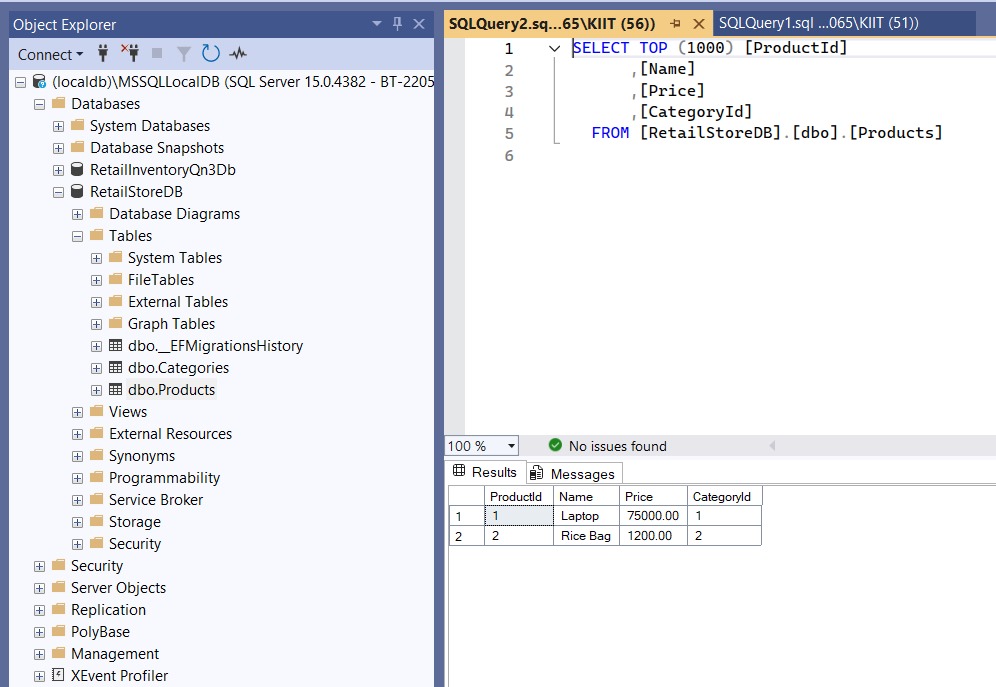 Object Explorer
Connect
(localdb)\MSSQLLocalDB (SQL Server 15.0.4382 - BT-2205
Databases
System Databases
Database Snapshots
RetailInventoryQn3Db
RetailStoreDB
Database Diagrams
Tables
System Tables
FileTables
External Tables
Graph Tables
dbo.__EFMigrationsHistory
dbo.Categories
dbo.Products
Views
External Resources
Synonyms
Programmability
Service Broker
Storage
Security
Security
Server Objects
Replication
PolyBase
Management
XEvent Profiler
SQLQuery2.sq...65\KIIT (56)) SQLQuery1.sql ...065\KIIT (51))
1 SELECT TOP (1000) [ProductId]
2 ,[Name]
3 ,[Price]
4 ,[CategoryId]
5 FROM [RetailStoreDB].[dbo].[Products]
6
100 % No issues found
Results Messages
ProductId Name Price CategoryId
1 1 Laptop 75000.00 1
2 2 Rice Bag 1200.00 2